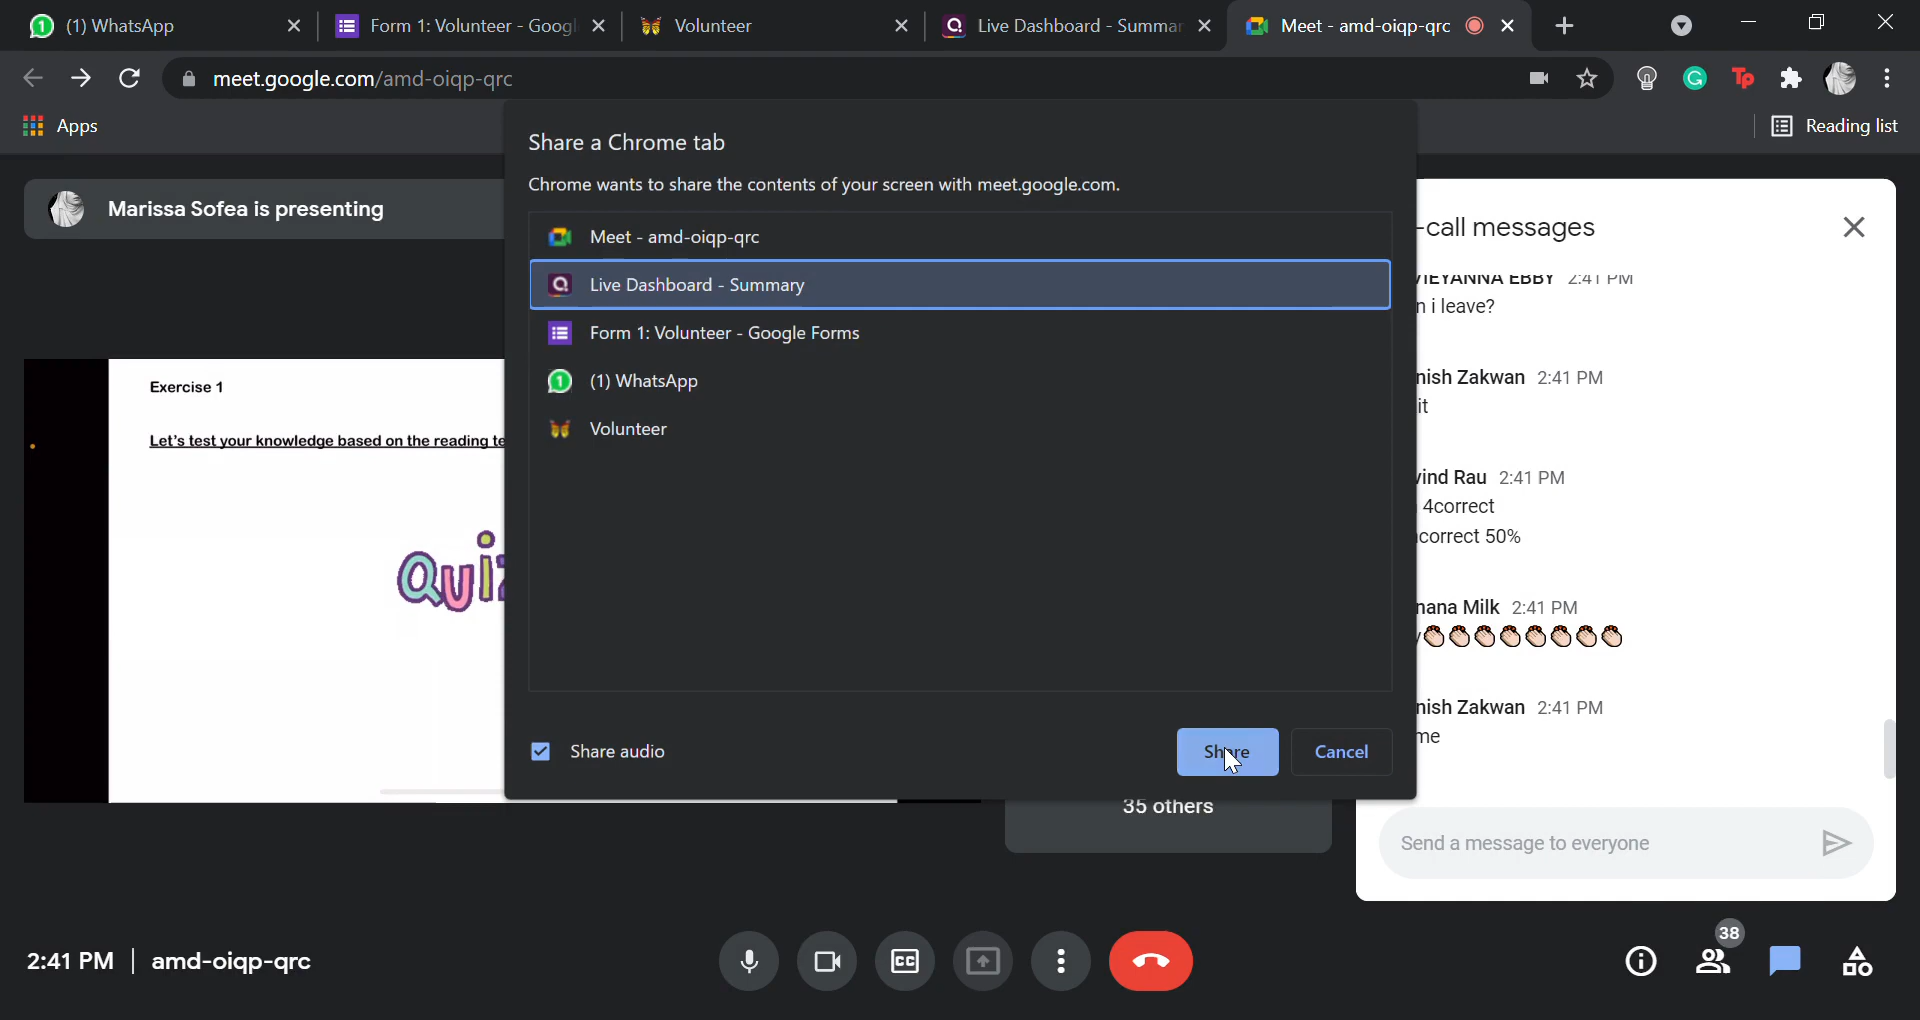 (1) WhatsApp
Form 1: Volunteer - Googl
Volunteer
Live Dashboard - Summar
Meet - amd-oiqp-qrc
meet.google.com/amd-oiqp-qrc
Apps
Reading list
Share a Chrome tab
Chrome wants to share the contents of your screen with meet.google.com.
Meet - amd-oiqp-qrc
Live Dashboard - Summary
Form 1: Volunteer - Google Forms
(1) WhatsApp
Volunteer
Share audio
Share
Cancel
Marissa Sofea is presenting
Exercise 1
Let's test your knowledge based on the reading te
Qui
35 others
-call messages
EBBY 2:41 PM
n i leave?
nish Zakwan 2:41 PM
it
vind Rau 2:41 PM
4correct
correct 50%
nana Milk 2:41 PM
y👏👏👏👏👏👏👏👏
nish Zakwan 2:41 PM
me
Send a message to everyone
2:41 PM | amd-oiqp-qrc
CC
38